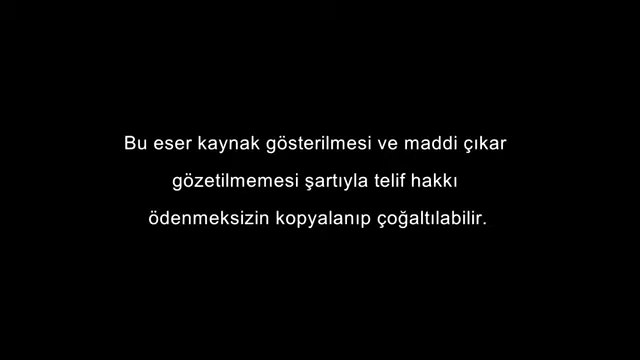 Bu eser kaynak gösterilmesi ve maddi çıkar
gözetilmemesi şartıyla telif hakkı
ödenmeksizin kopyalanıp çoğaltılabilir.